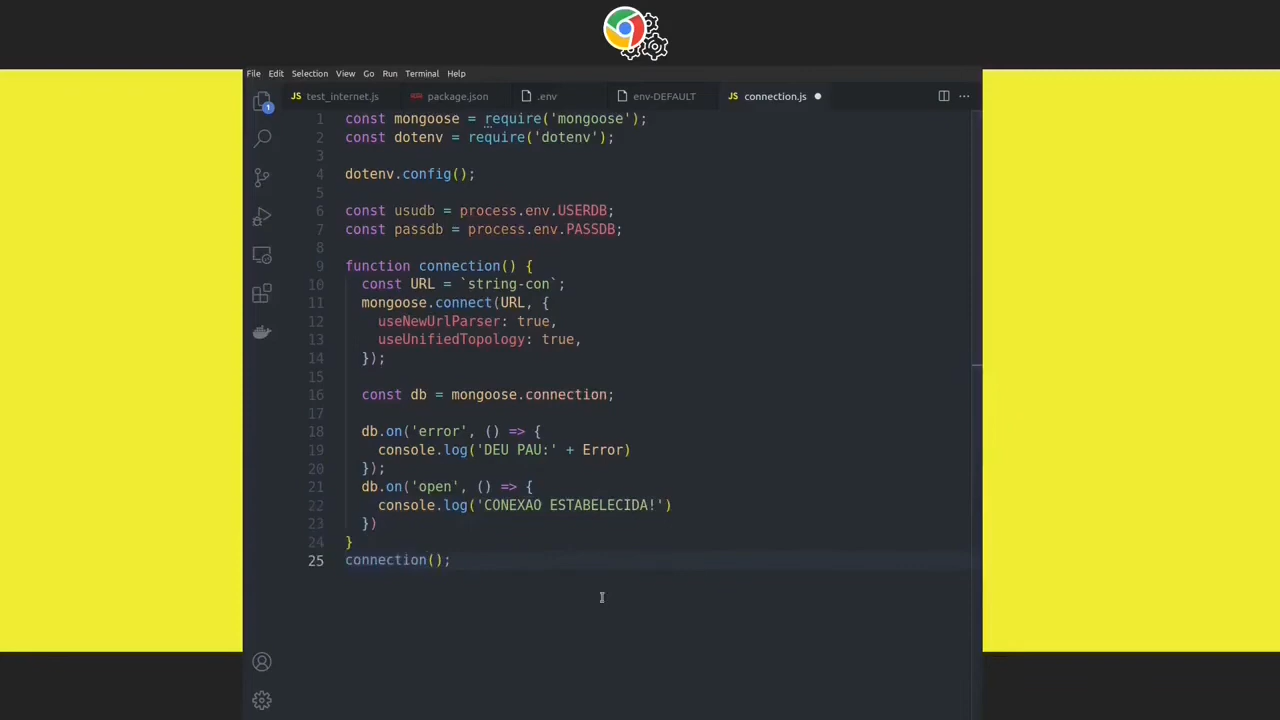 File Edit Selection View Go Run Terminal Help
JS test_internet.js package.json .env env-DEFAULT JS connection.js
1 const mongoose = require('mongoose');
2 const dotenv = require('dotenv');
3
4 dotenv.config();
5
6 const usudb = process.env.USERDB;
7 const passdb = process.env.PASSDB;
8
9 function connection() {
10 const URL = `string-con`;
11 mongoose.connect(URL, {
12 useNewUrlParser: true,
13 useUnifiedTopology: true,
14 });
15
16 const db = mongoose.connection;
17
18 db.on('error', () => {
19 console.log('DEU PAU:' + Error)
20 });
21 db.on('open', () => {
22 console.log('CONEXAO ESTABELECIDA!')
23 })
24 }
25 connection();
1